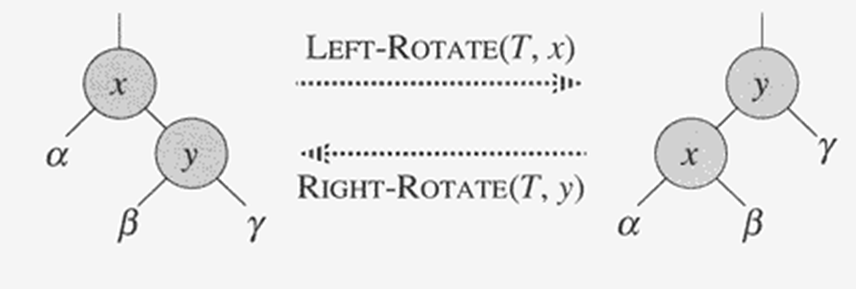 LEFT-ROTATE(T, x)
x
y
α
y
x
γ
β
γ
RIGHT-ROTATE(T, y)
α
β